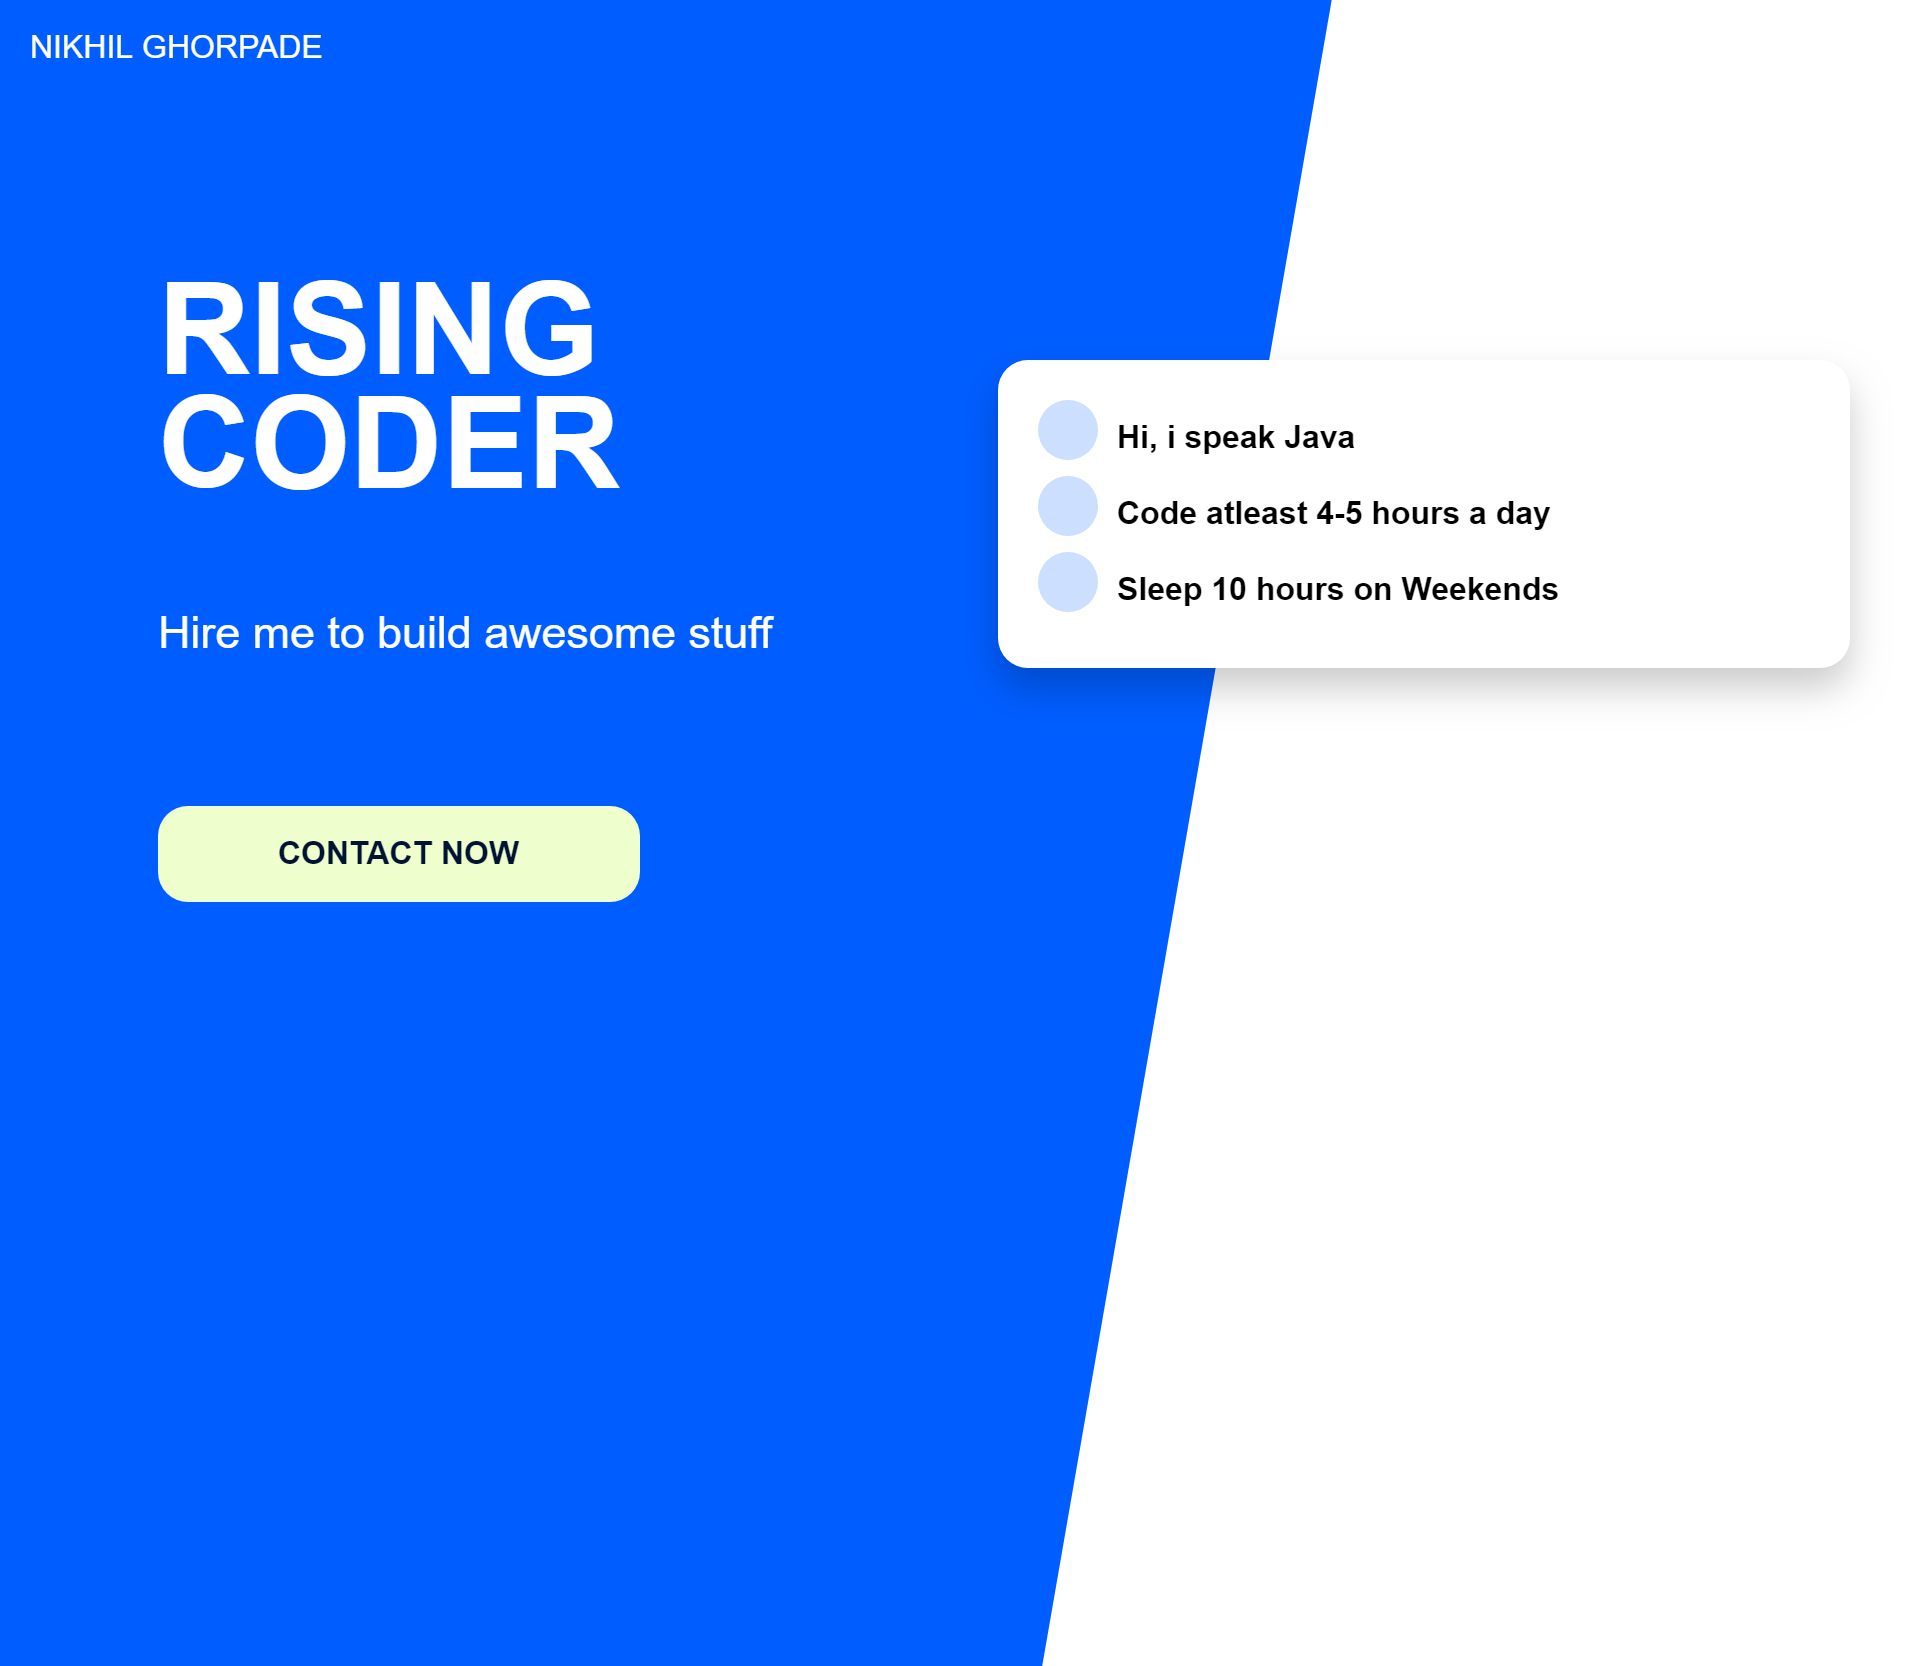 NIKHIL GHORPADE
RISING
CODER
Hire me to build awesome stuff
CONTACT NOW
Hi, i speak Java
Code atleast 4-5 hours a day
Sleep 10 hours on Weekends